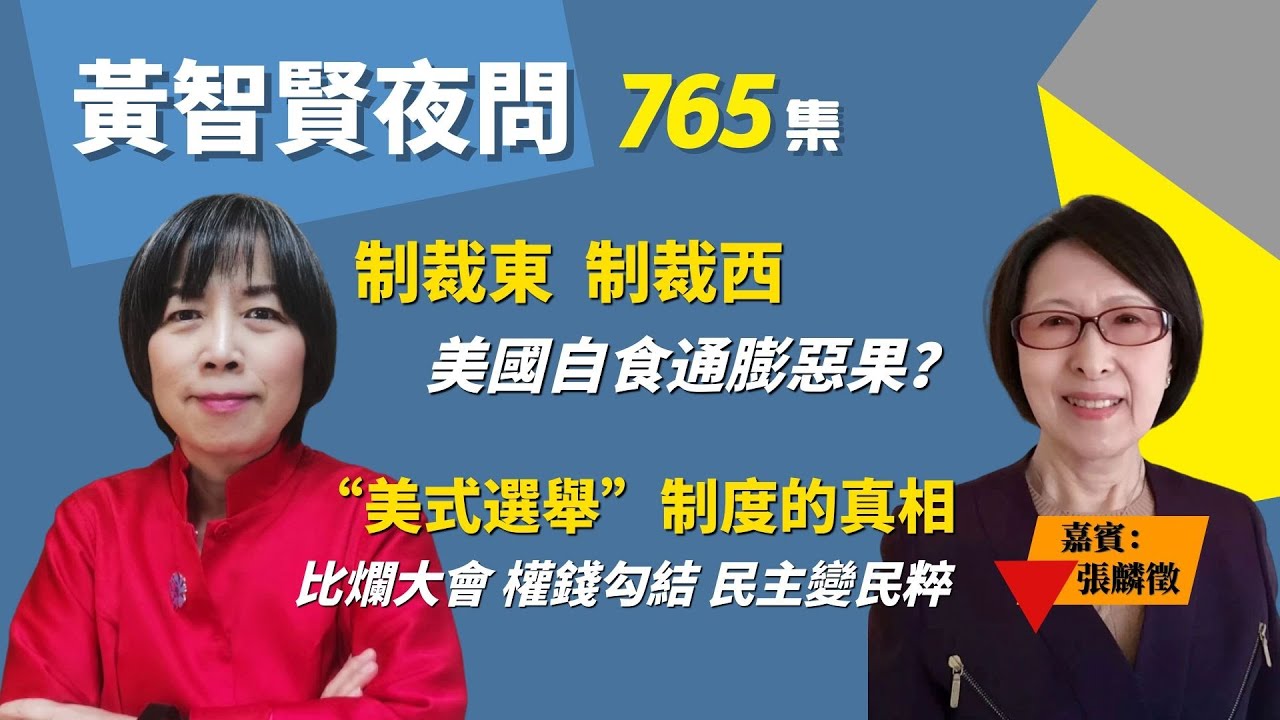 黃智賢夜問 765集
制裁東 制裁西
美國自食通膨惡果?
“美式選舉”制度的真相
比爛大會 權錢勾結 民主變民粹
嘉賓:
張麟徵